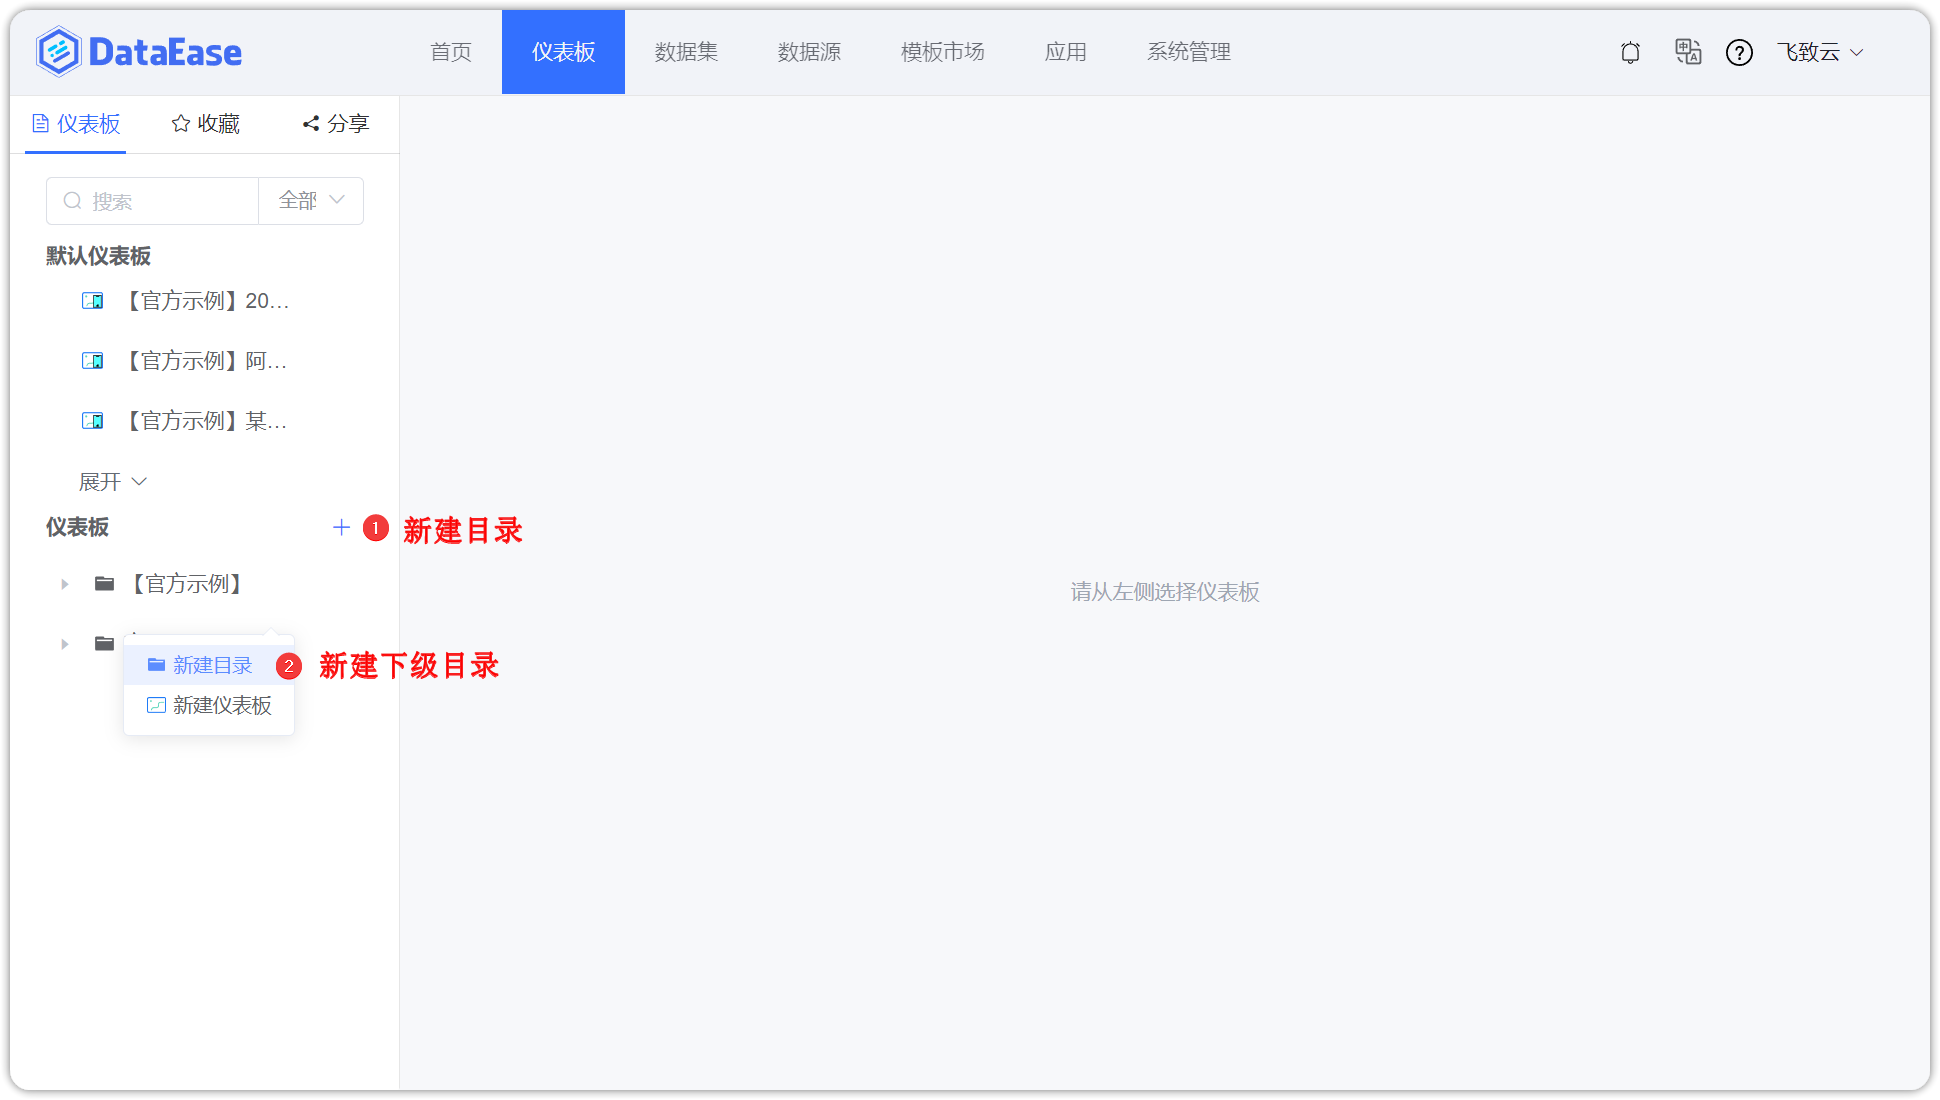 DataEase
首页 仪表板 数据集 数据源 模板市场 应用 系统管理 飞致云
仪表板 收藏 分享
搜索 全部
默认仪表板
【官方示例】20...
【官方示例】阿...
【官方示例】某...
展开
仪表板 1 新建目录
【官方示例】
新建目录 2 新建下级目录
新建仪表板
请从左侧选择仪表板